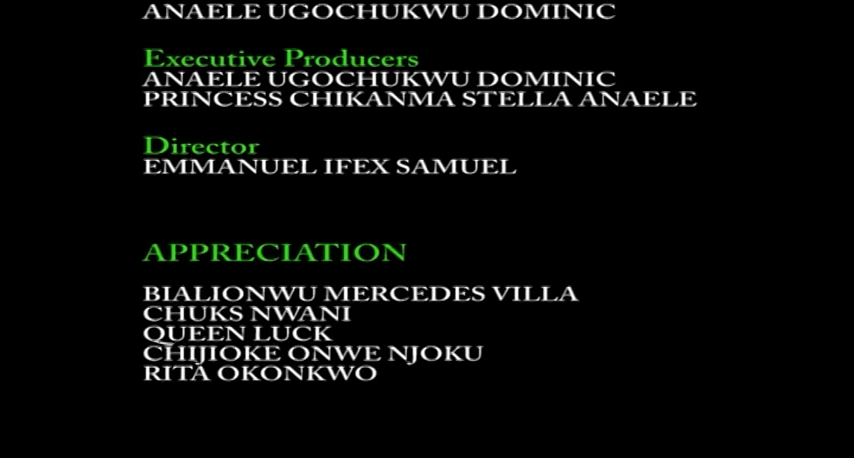 ANAELE UGOCHUKWU DOMINIC
Executive Producers
ANAELE UGOCHUKWU DOMINIC
PRINCESS CHIKANMA STELLA ANAELE
Director
EMMANUEL IFEX SAMUEL
APPRECIATION
BIALIONWU MERCEDES VILLA
CHUKS NWANI
QUEEN LUCK
CHIJIOKE ONWE NJOKU
RITA OKONKWO